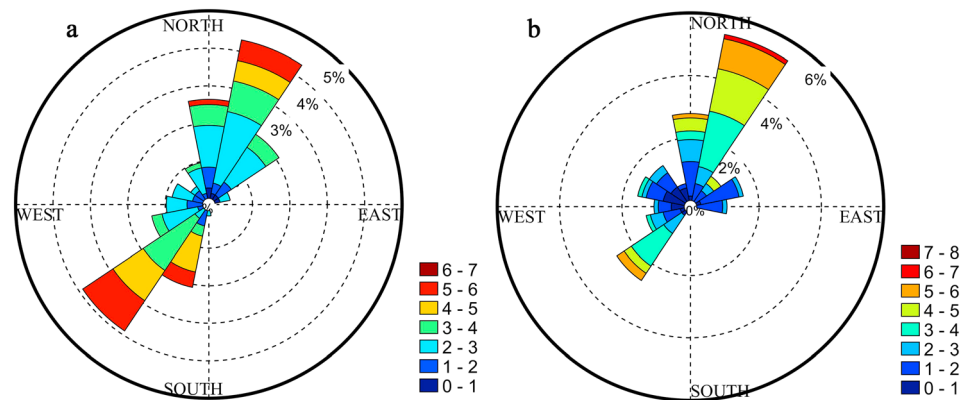 a
NORTH
5%
4%
3%
%
WEST
EAST
SOUTH
6 - 7
5 - 6
4 - 5
3 - 4
2 - 3
1 - 2
0 - 1
b
NORTH
6%
4%
2%
0%
WEST
EAST
SOUTH
7 - 8
6 - 7
5 - 6
4 - 5
3 - 4
2 - 3
1 - 2
0 - 1